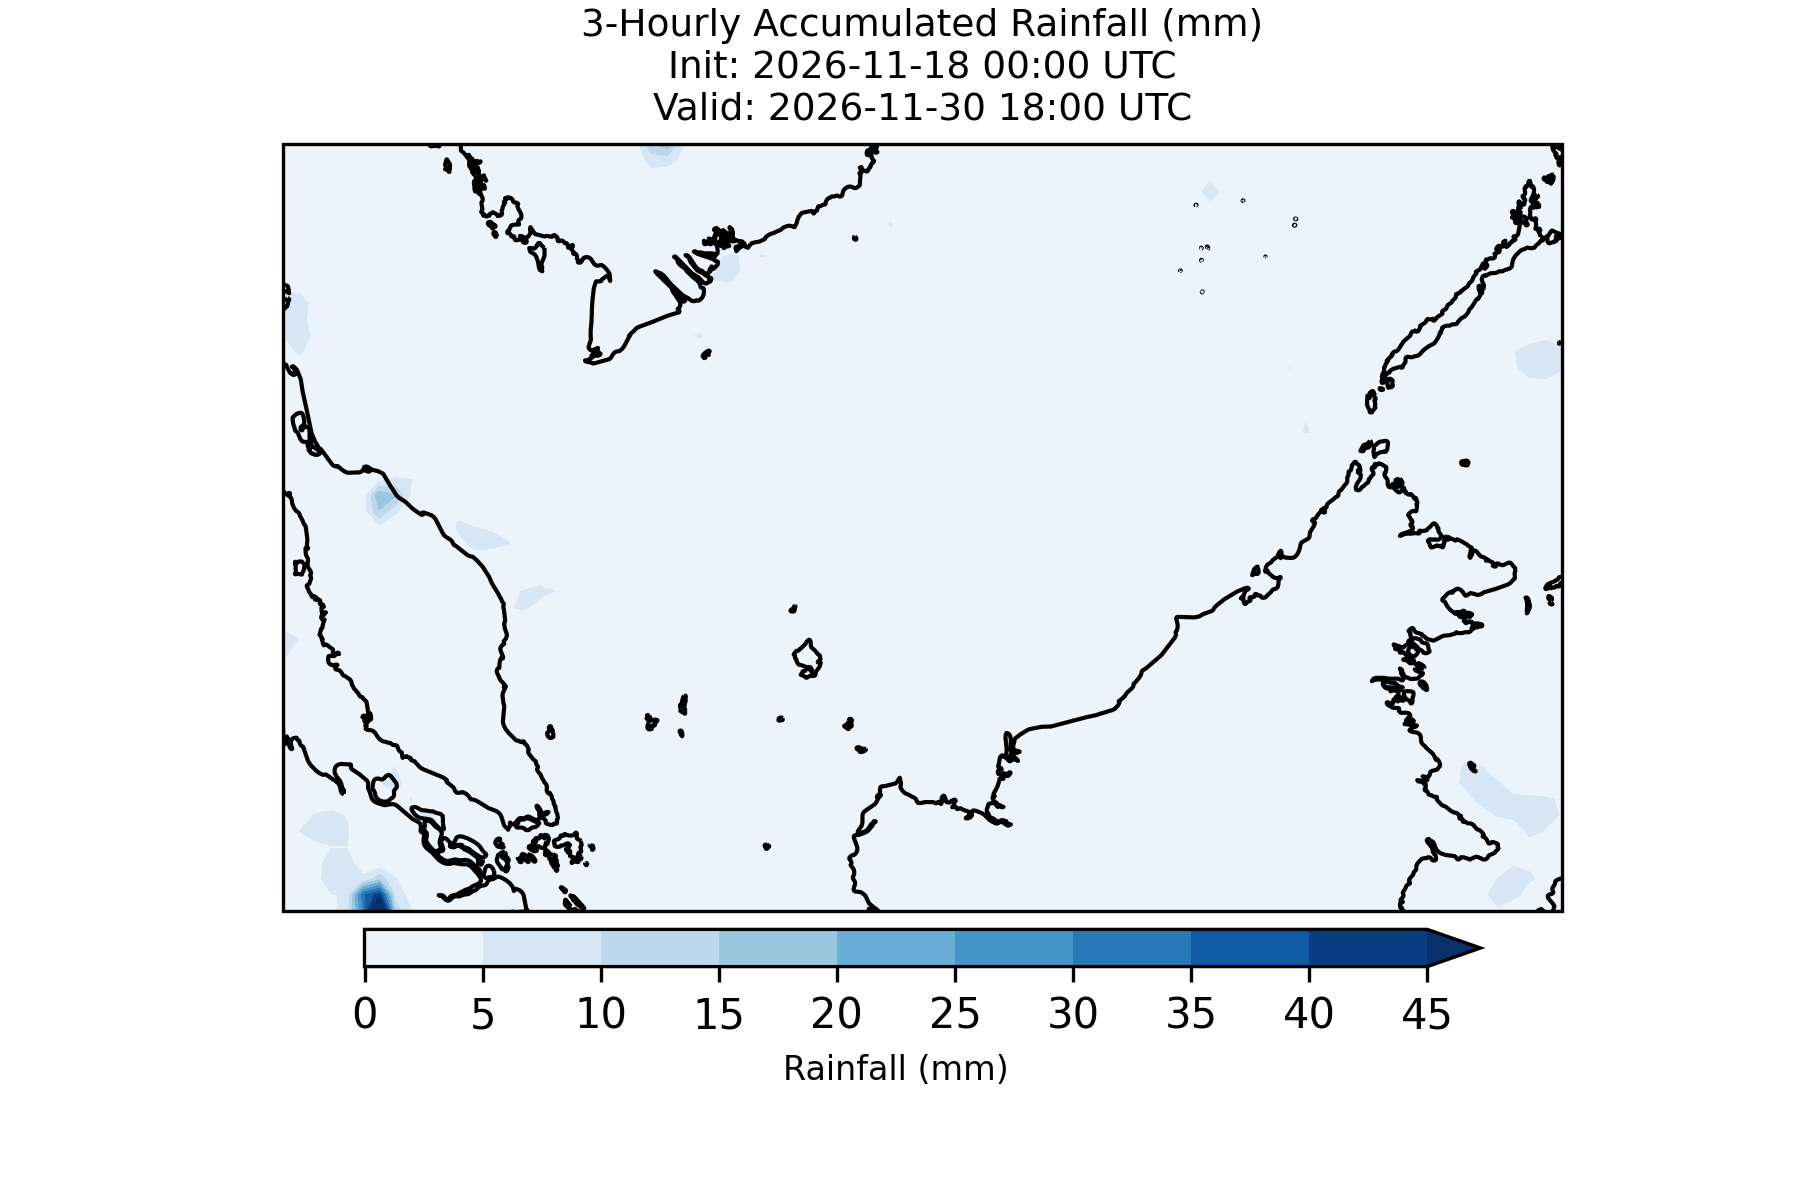 3-Hourly Accumulated Rainfall (mm)
Init: 2026-11-18 00:00 UTC
Valid: 2026-11-30 18:00 UTC
0 5 10 15 20 25 30 35 40 45
Rainfall (mm)